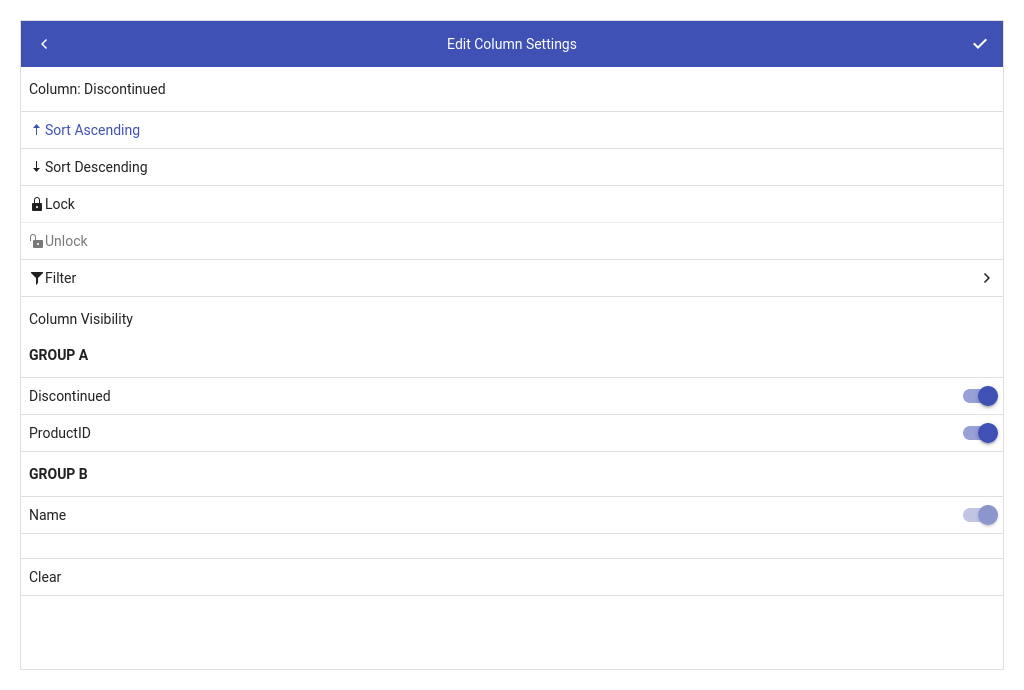 Edit Column Settings
Column: Discontinued
Sort Ascending
Sort Descending
Lock
Unlock
Filter
Column Visibility
GROUP A
Discontinued
ProductID
GROUP B
Name
Clear